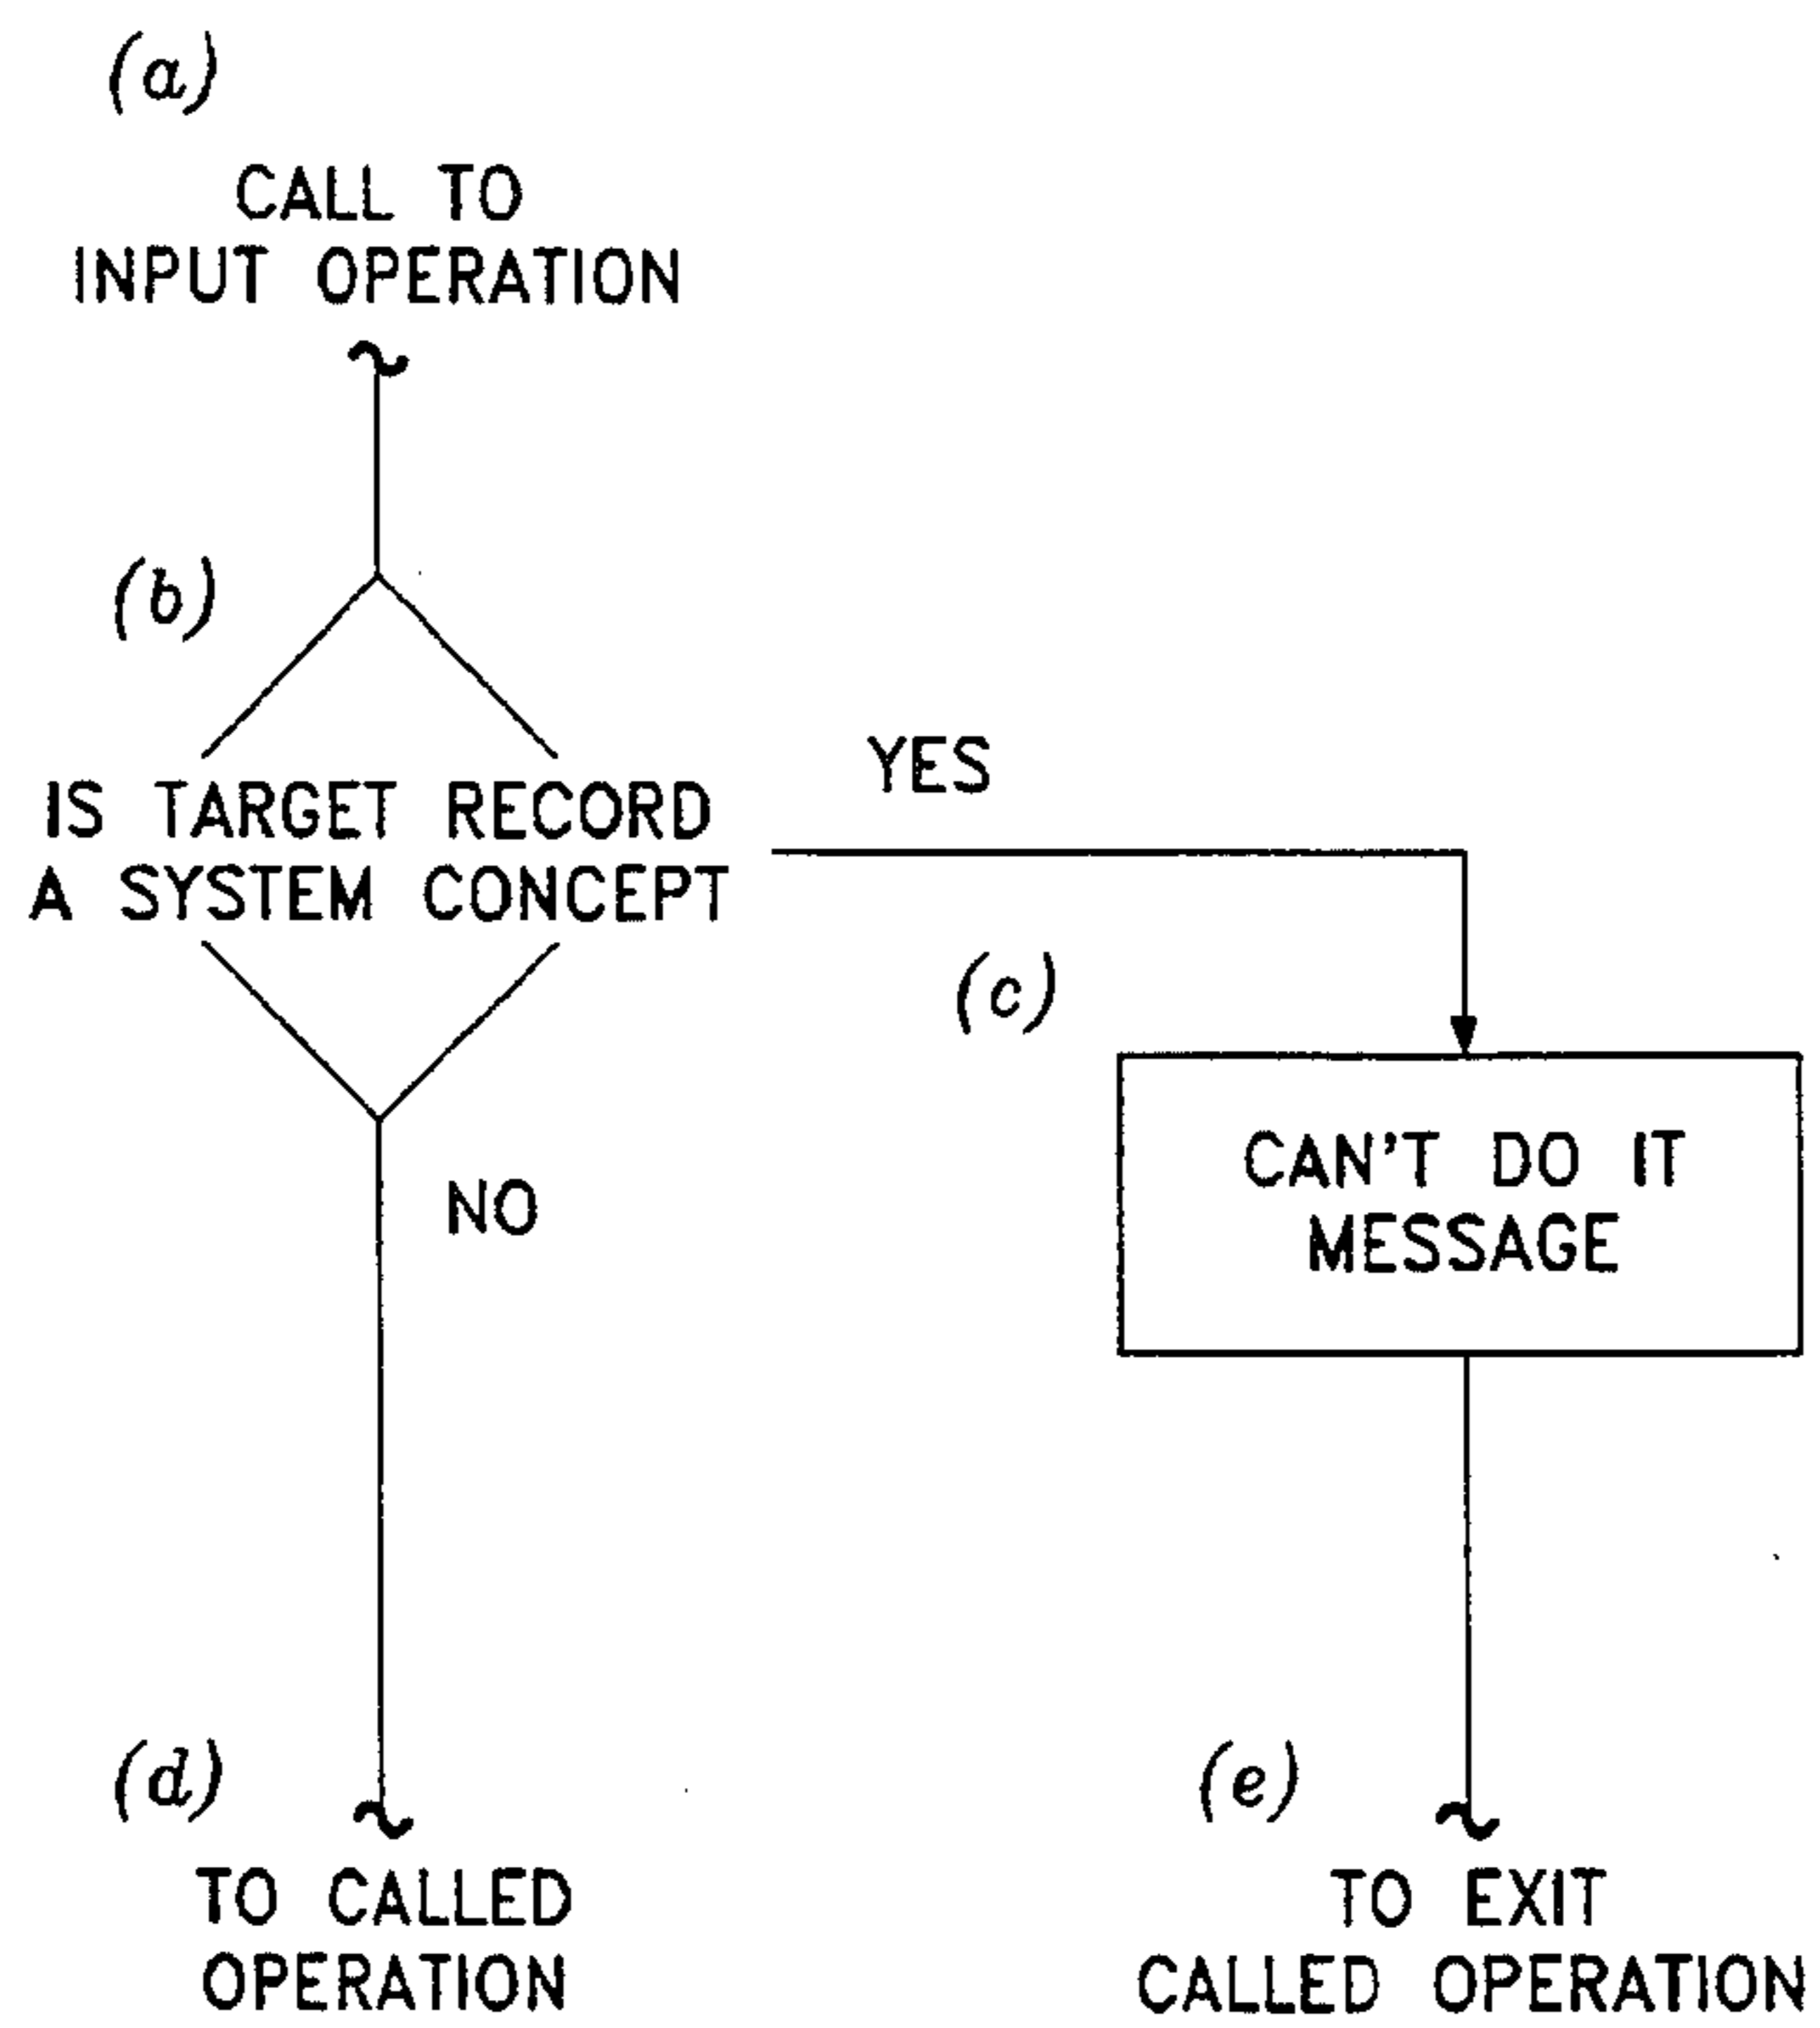 (a)
CALL TO
INPUT OPERATION
(b)
IS TARGET RECORD
A SYSTEM CONCEPT
YES
(c)
CAN'T DO IT
MESSAGE
NO
(d)
TO CALLED
OPERATION
(e)
TO EXIT
CALLED OPERATION